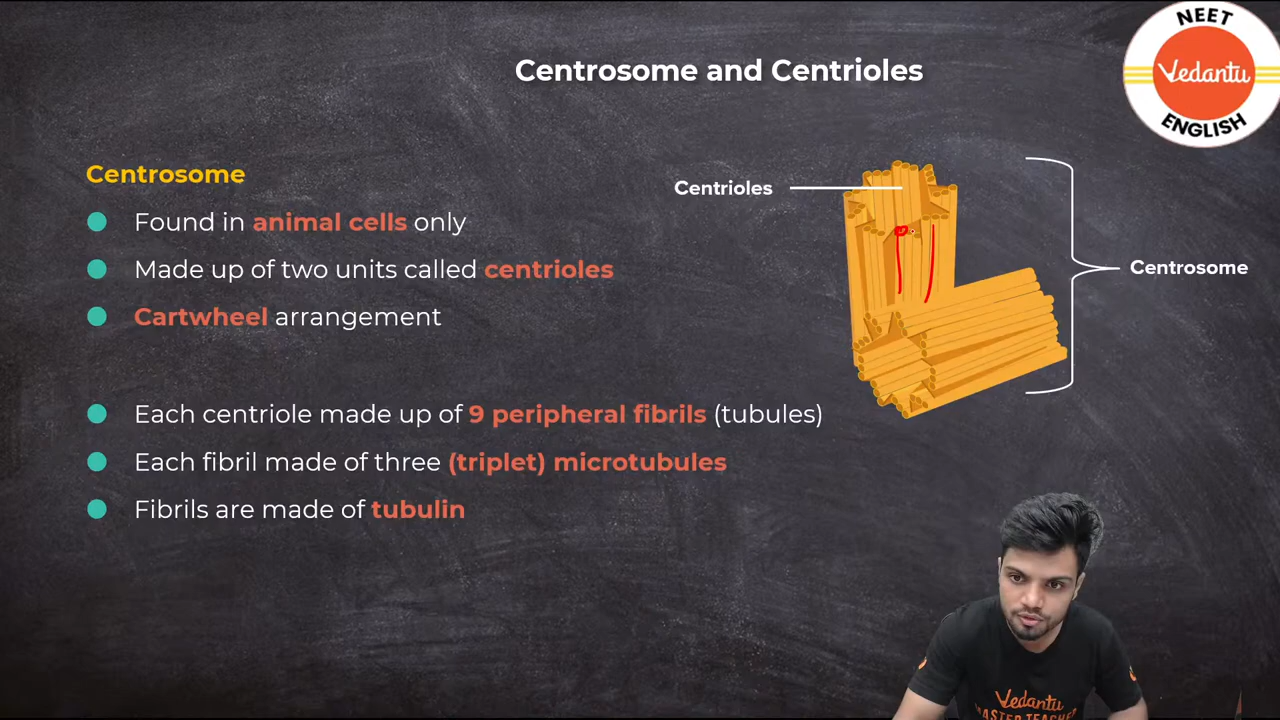 Centrosome and Centrioles
NEET
Vedantu
ENGLISH
Centrosome
Found in animal cells only
Made up of two units called centrioles
Cartwheel arrangement
Each centriole made up of 9 peripheral fibrils (tubules)
Each fibril made of three (triplet) microtubules
Fibrils are made of tubulin
Centrioles
Centrosome
Vedantu
MASTER TEACHER